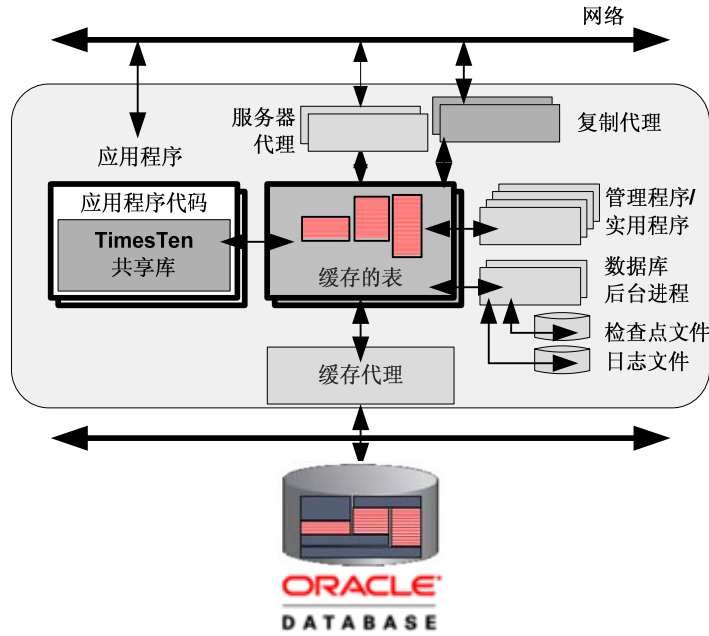 网络
服务器
代理
复制代理
应用程序
应用程序代码
TimesTen
共享库
缓存的表
管理程序/
实用程序
数据库
后台进程
检查点文件
日志文件
缓存代理
ORACLE
DATABASE